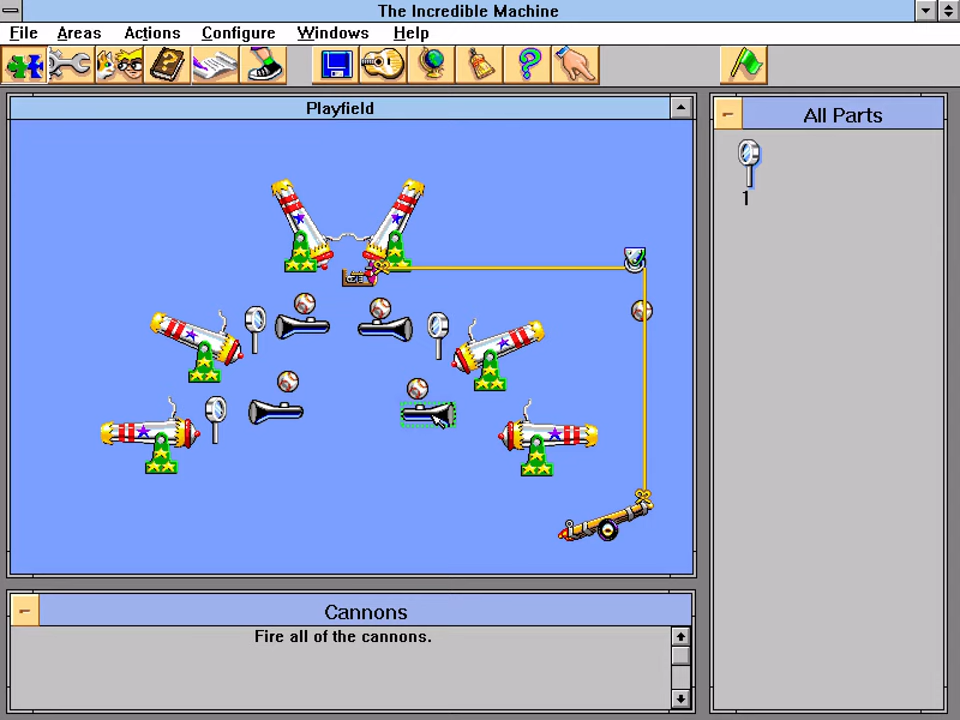 The Incredible Machine
File Areas Actions Configure Windows Help
Playfield
All Parts
1
Cannons
Fire all of the cannons.